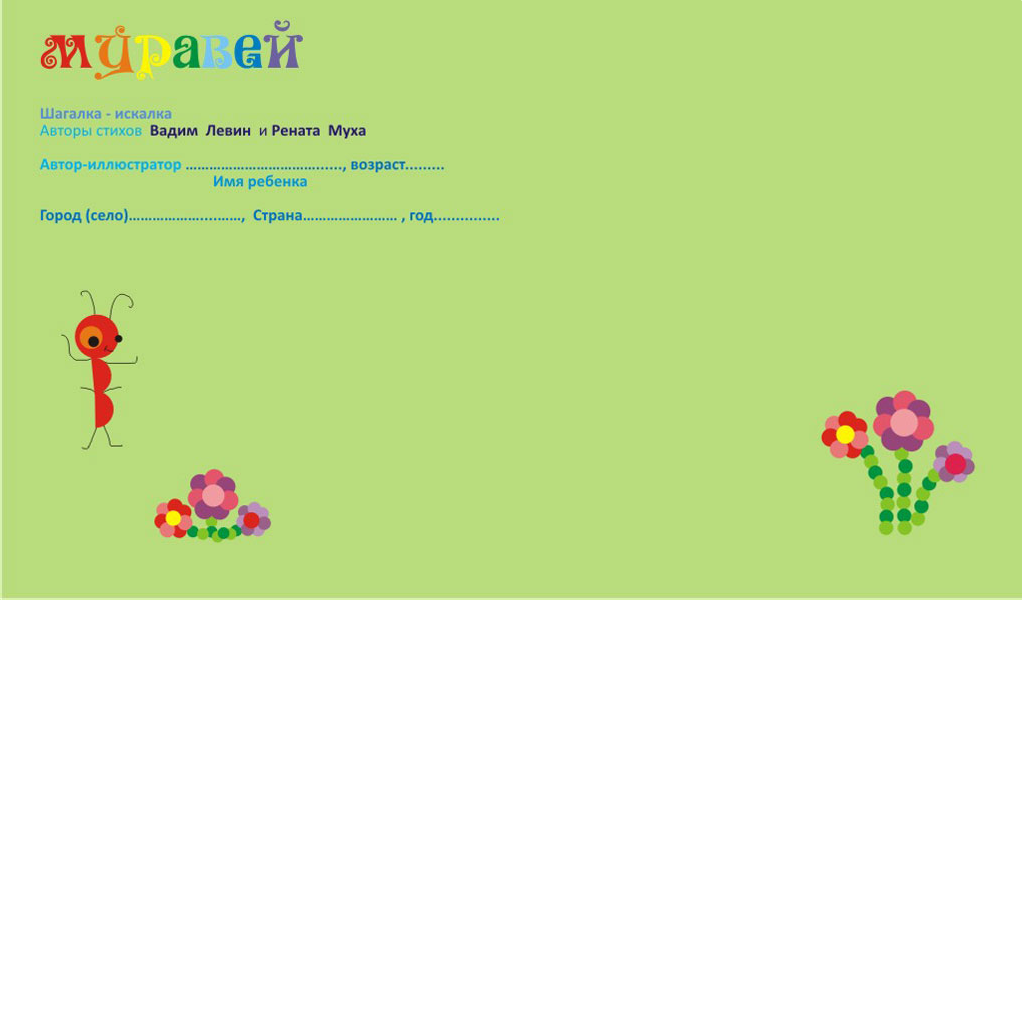 муравей
Шагалка - искалка
Авторы стихов Вадим Левин и Рената Муха
Автор-иллюстратор ......................................, возраст.........
Имя ребенка
Город (село)............................, Страна........................ , год...............